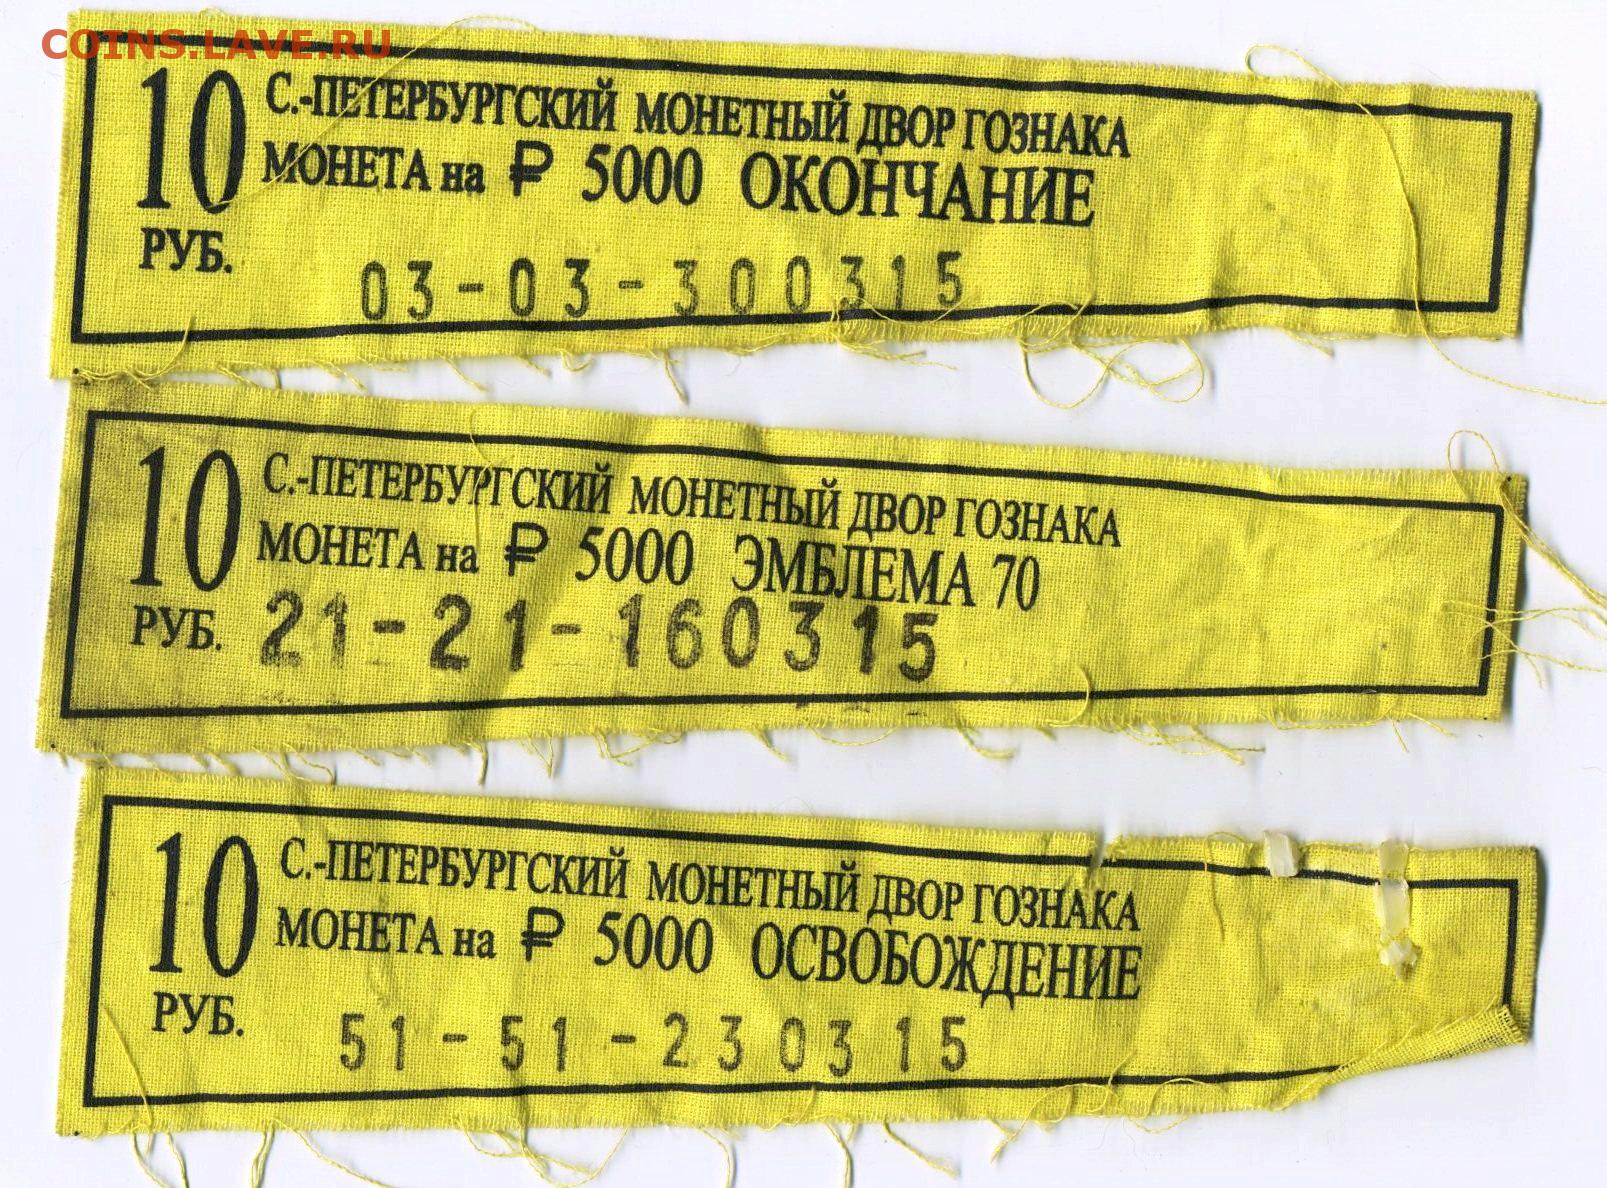 COINS.LAVE.RU
10 РУБ.
С.-ПЕТЕРБУРГСКИЙ МОНЕТНЫЙ ДВОР ГОЗНАКА
МОНЕТА на ₽ 5000 ОКОНЧАНИЕ
03-03-300315
10 РУБ.
С.-ПЕТЕРБУРГСКИЙ МОНЕТНЫЙ ДВОР ГОЗНАКА
МОНЕТА на ₽ 5000 ЭМБЛЕМА 70
21-21-160315
10 РУБ.
С.-ПЕТЕРБУРГСКИЙ МОНЕТНЫЙ ДВОР ГОЗНАКА
МОНЕТА на ₽ 5000 ОСВОБОЖДЕНИЕ
51-51-230315